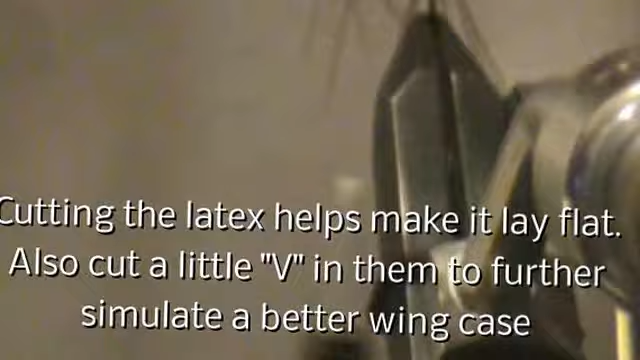 Cutting the latex helps make it lay flat.
Also cut a little "V" in them to further
simulate a better wing case